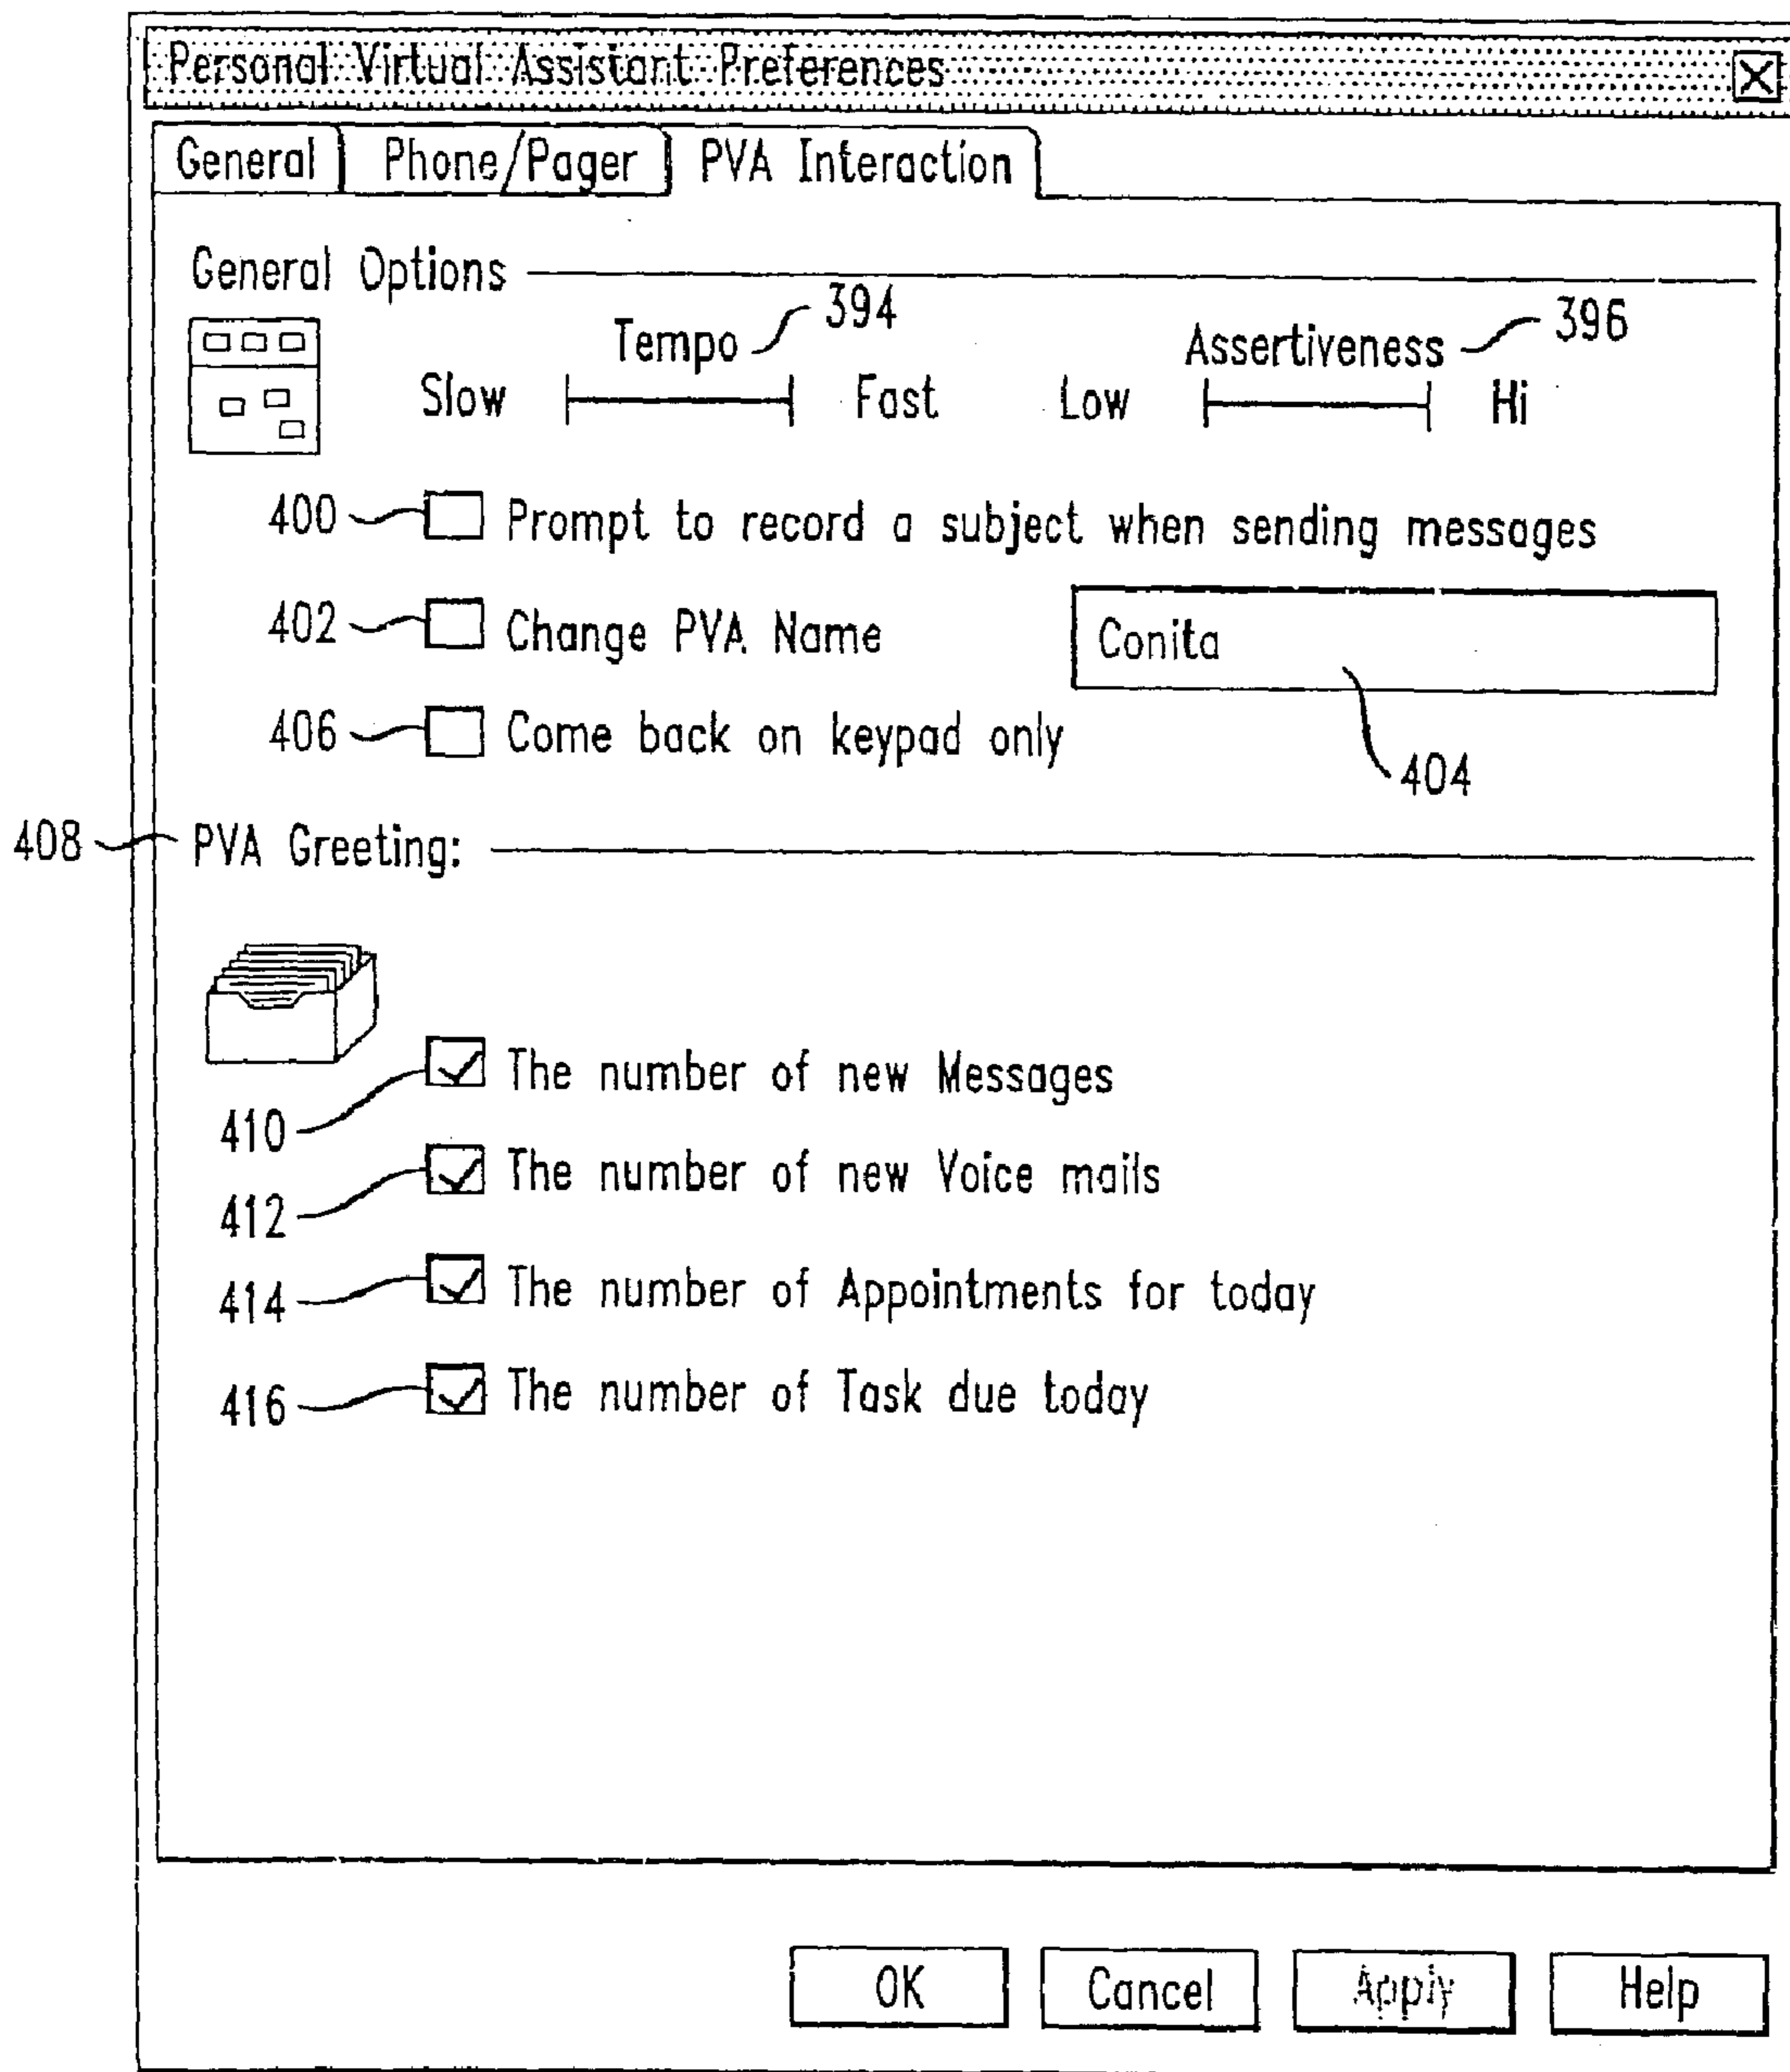 Personal Virtual Assistant Preferences
General Phone/Pager PVA Interaction
General Options
Tempo 394 Assertiveness 396
Slow Fast Low Hi
400 Prompt to record a subject when sending messages
402 Change PVA Name Conita
406 Come back on keypad only
404
408 PVA Greeting:
410 The number of new Messages
412 The number of new Voice mails
414 The number of Appointments for today
416 The number of Task due today
OK Cancel Apply Help